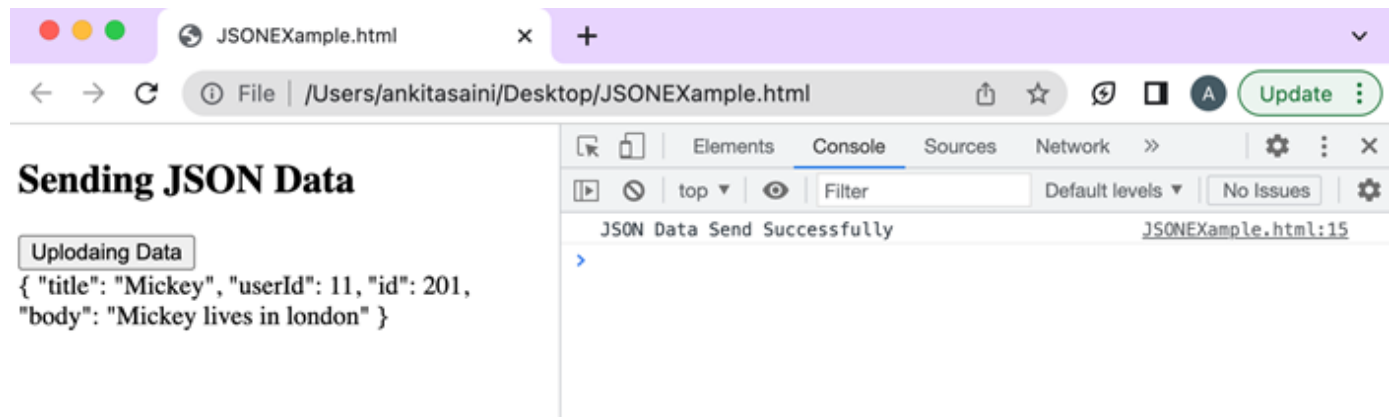 JSONEXample.html
File | /Users/ankitasaini/Desktop/JSONEXample.html A Update
Elements Console Sources Network
top Filter Default levels No Issues
JSON Data Send Successfully JSONEXample.html:15
Sending JSON Data
Uplodaing Data
{ "title": "Mickey", "userId": 11, "id": 201,
"body": "Mickey lives in london" }